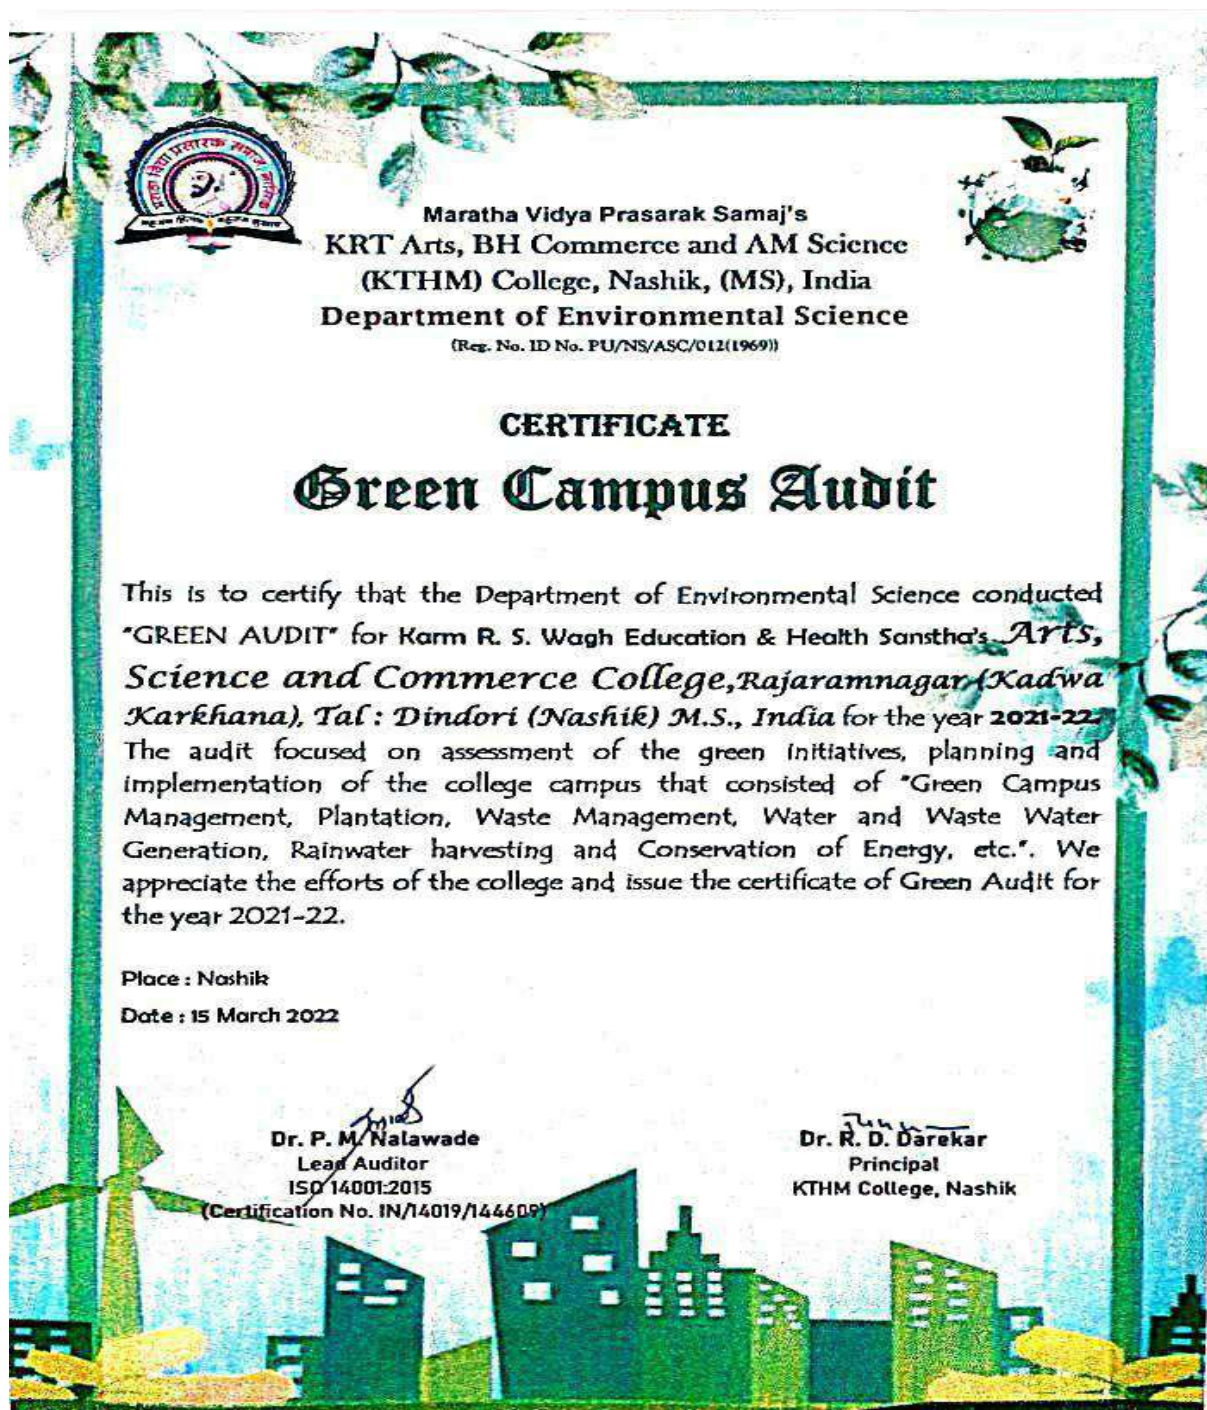 मराठा विद्या प्रसारक समाज, नाशिक
Maratha Vidya Prasarak Samaj's
KRT Arts, BH Commerce and AM Science
(KTHM) College, Nashik, (MS), India
Department of Environmental Science
(Reg. No. ID No. PU/NS/ASC/012(1969))
CERTIFICATE
Green Campus Audit
This is to certify that the Department of Environmental Science conducted
"GREEN AUDIT" for Karm R. S. Wagh Education & Health Sanstha's Arts,
Science and Commerce College,Rajaramnagar (Kadwa
Karkhana), Tal : Dindori (Nashik) M.S., India for the year 2021-22.
The audit focused on assessment of the green initiatives, planning and
implementation of the college campus that consisted of "Green Campus
Management, Plantation, Waste Management, Water and Waste Water
Generation, Rainwater harvesting and Conservation of Energy, etc.". We
appreciate the efforts of the college and issue the certificate of Green Audit for
the year 2021-22.
Place : Nashik
Date : 15 March 2022
Dr. P. M. Nalawade
Lead Auditor
ISO 14001:2015
(Certification No. IN/14019/144609)
Dr. R. D. Darekar
Principal
KTHM College, Nashik